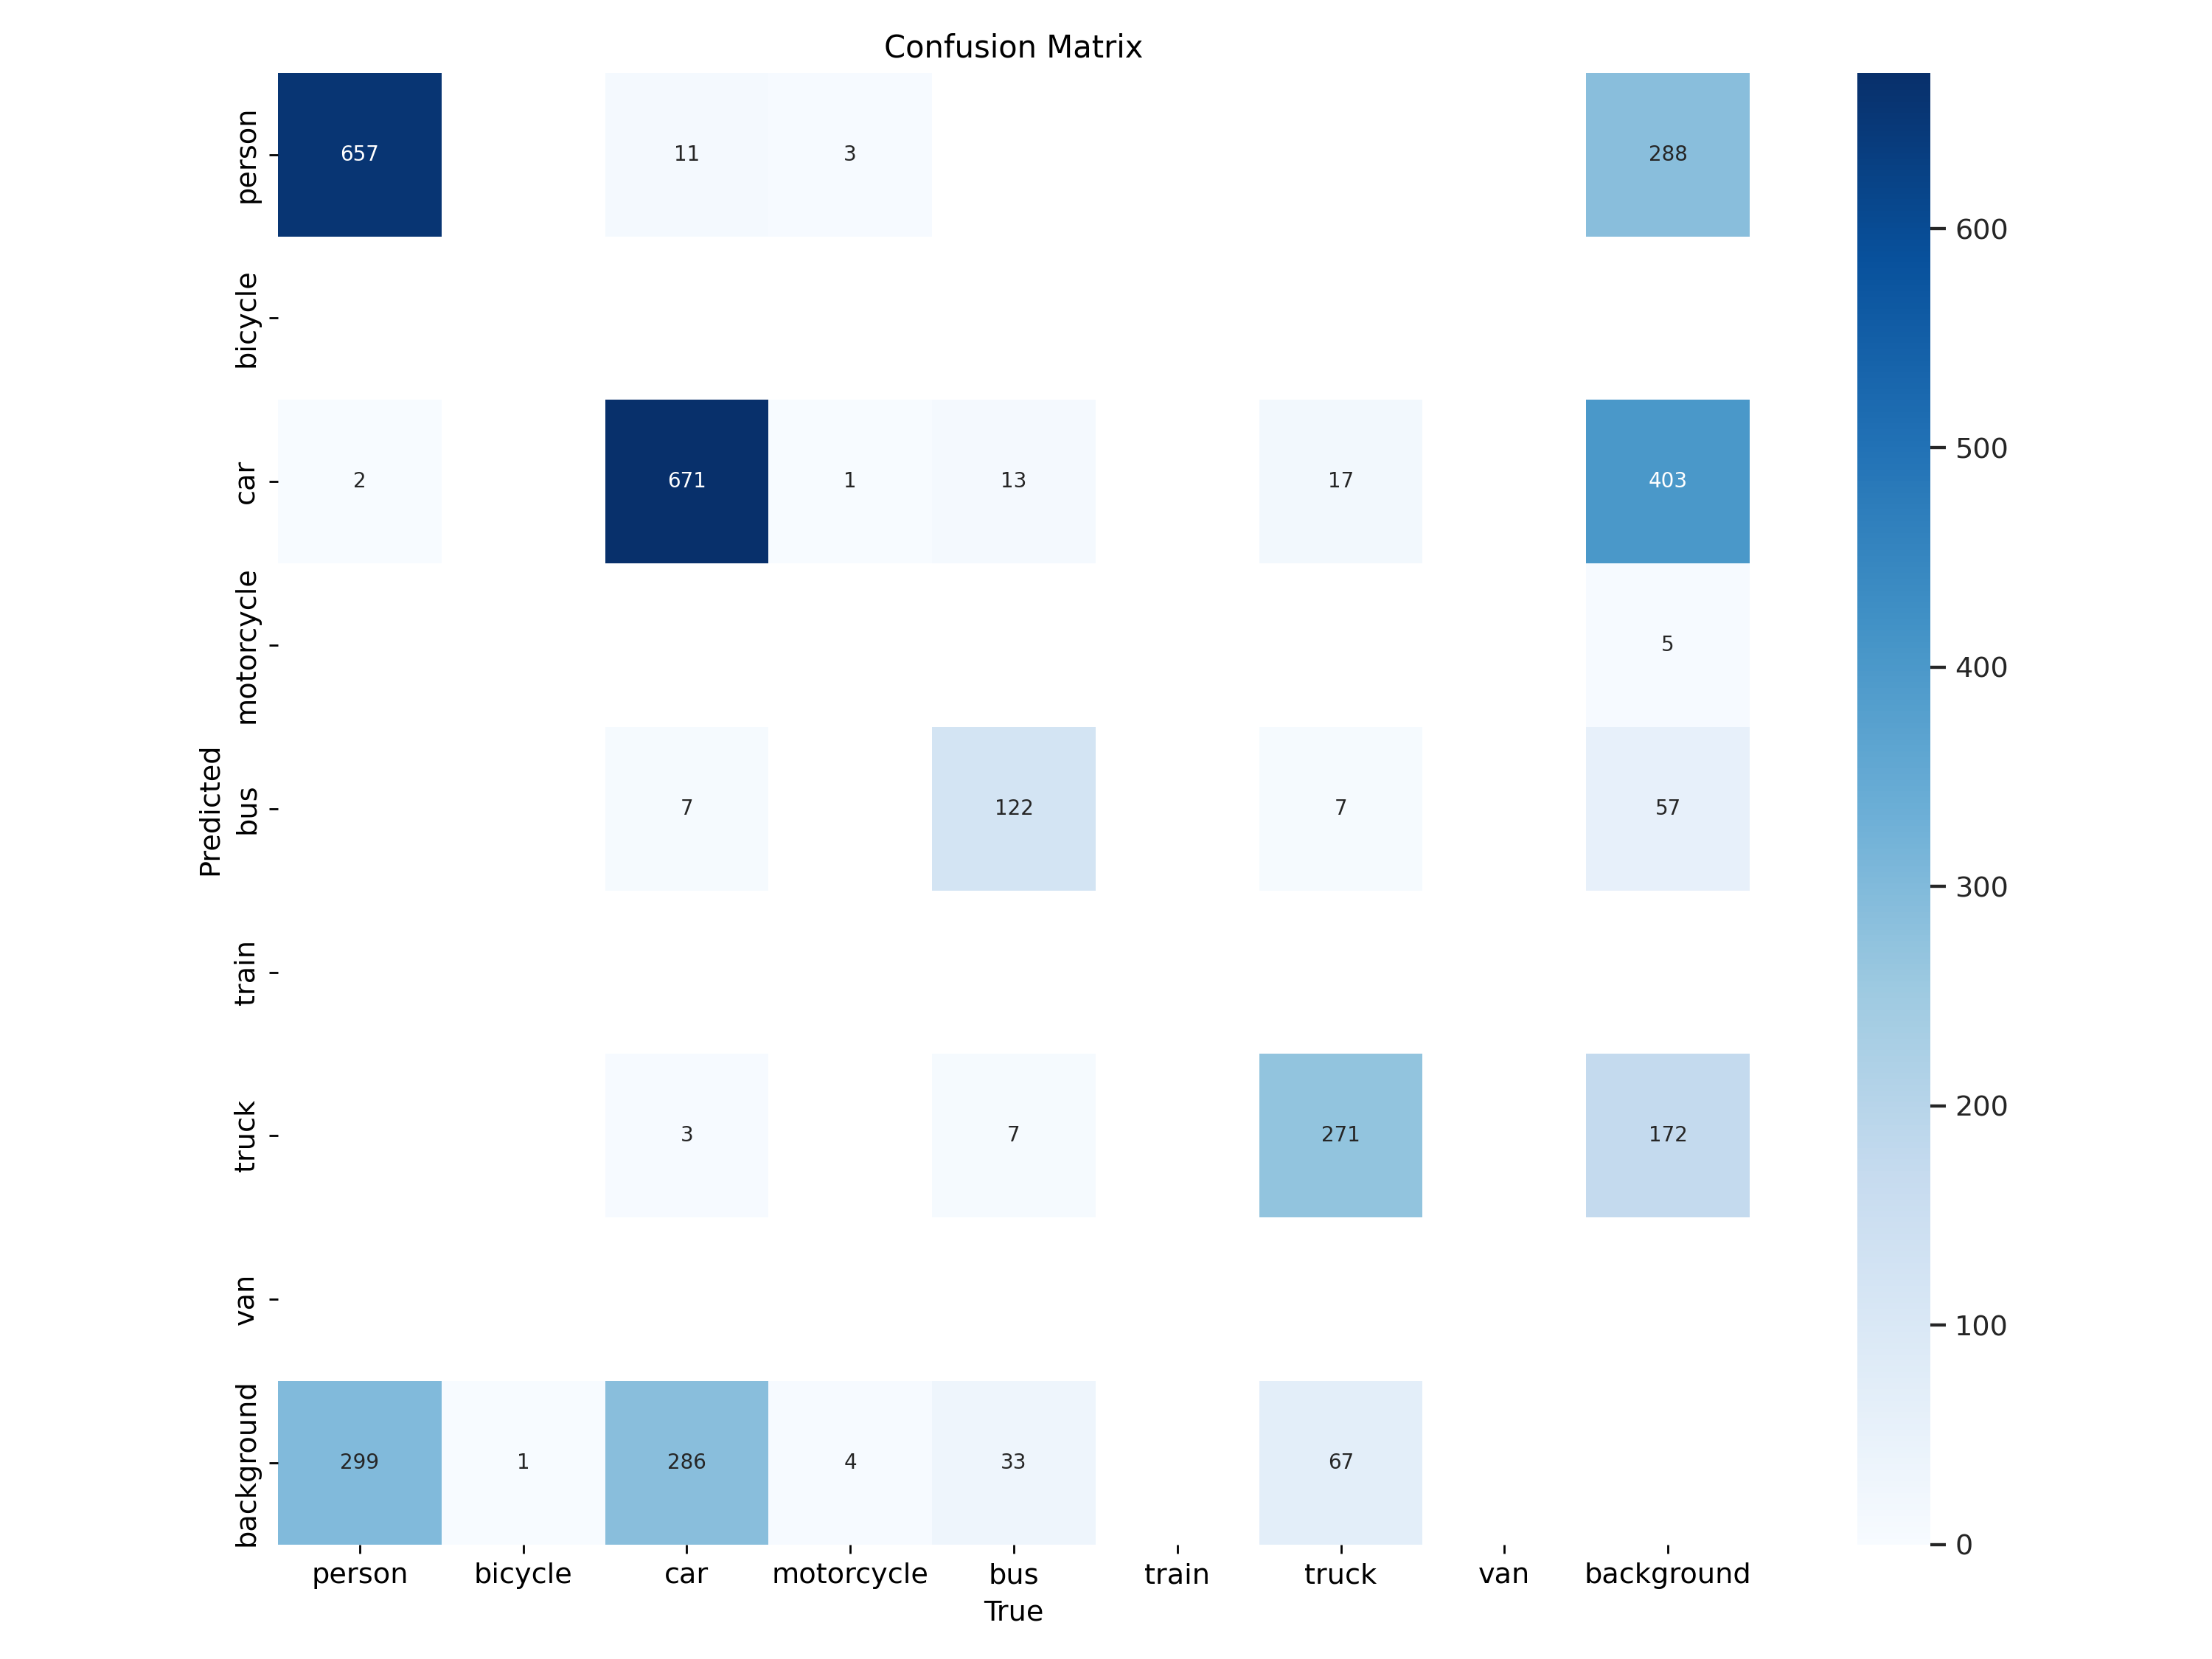 Confusion Matrix
person
657
11
3
288
bicycle
car
2
671
1
13
17
403
motorcycle
5
bus
7
122
7
57
train
truck
3
7
271
172
van
background
299
1
286
4
33
67
Predicted
person
bicycle
car
motorcycle
bus
train
truck
van
background
True
600
500
400
300
200
100
0